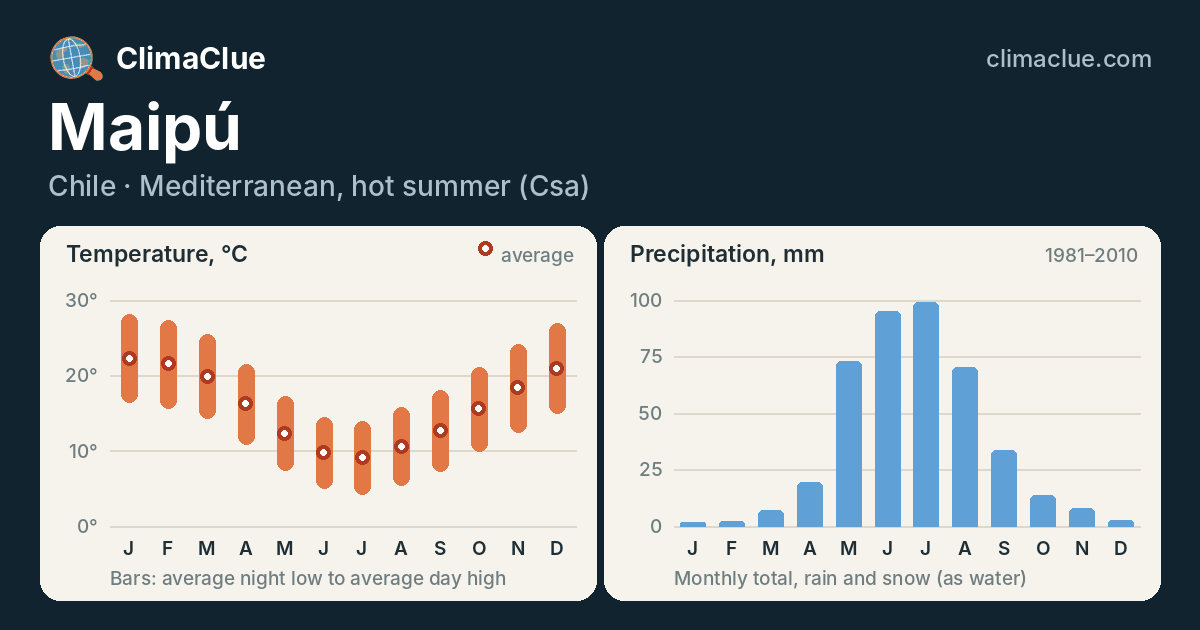 ClimaClue
climaclue.com
Maipú
Chile · Mediterranean, hot summer (Csa)
Temperature, °C
average
30°
20°
10°
0°
J F M A M J J A S O N D
Bars: average night low to average day high
Precipitation, mm
1981–2010
100
75
50
25
0
J F M A M J J A S O N D
Monthly total, rain and snow (as water)